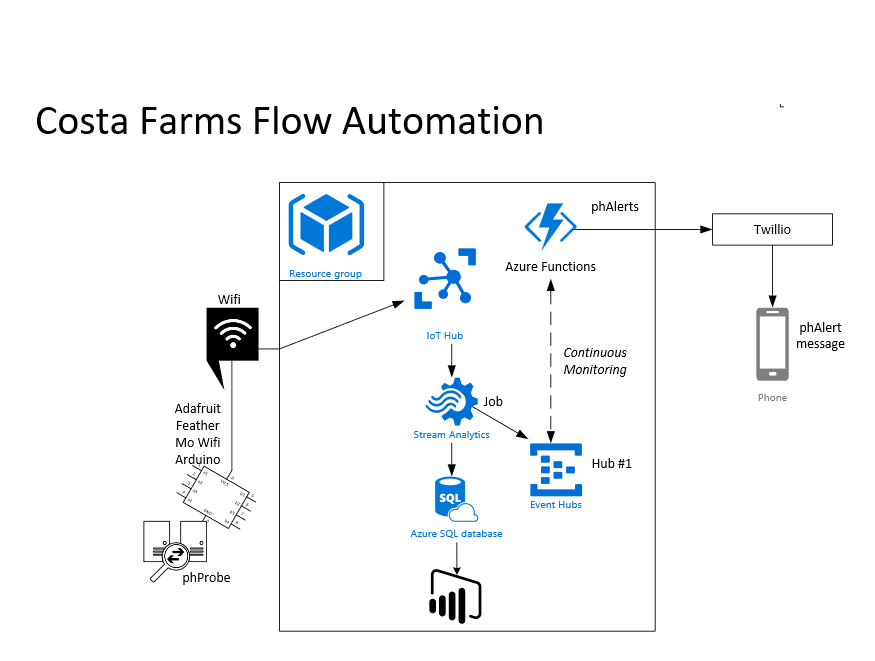 Costa Farms Flow Automation
Resource group
phAlerts
Azure Functions
Twillio
Wifi
IoT Hub
phAlert
message
Phone
Continuous
Monitoring
Job
Stream Analytics
Adafruit
Feather
Mo Wifi
Arduino
Hub #1
Event Hubs
SQL
Azure SQL database
phProbe